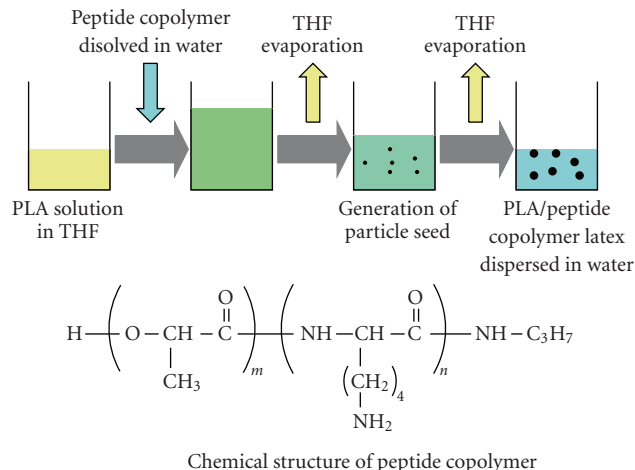 Peptide copolymer
disolved in water
THF
evaporation
THF
evaporation
PLA solution
in THF
Generation of
particle seed
PLA/peptide
copolymer latex
dispersed in water
O
O
H—(O—CH—C)m—(NH—CH—C)n—NH—C3H7
CH3
(CH2)4
NH2
Chemical structure of peptide copolymer